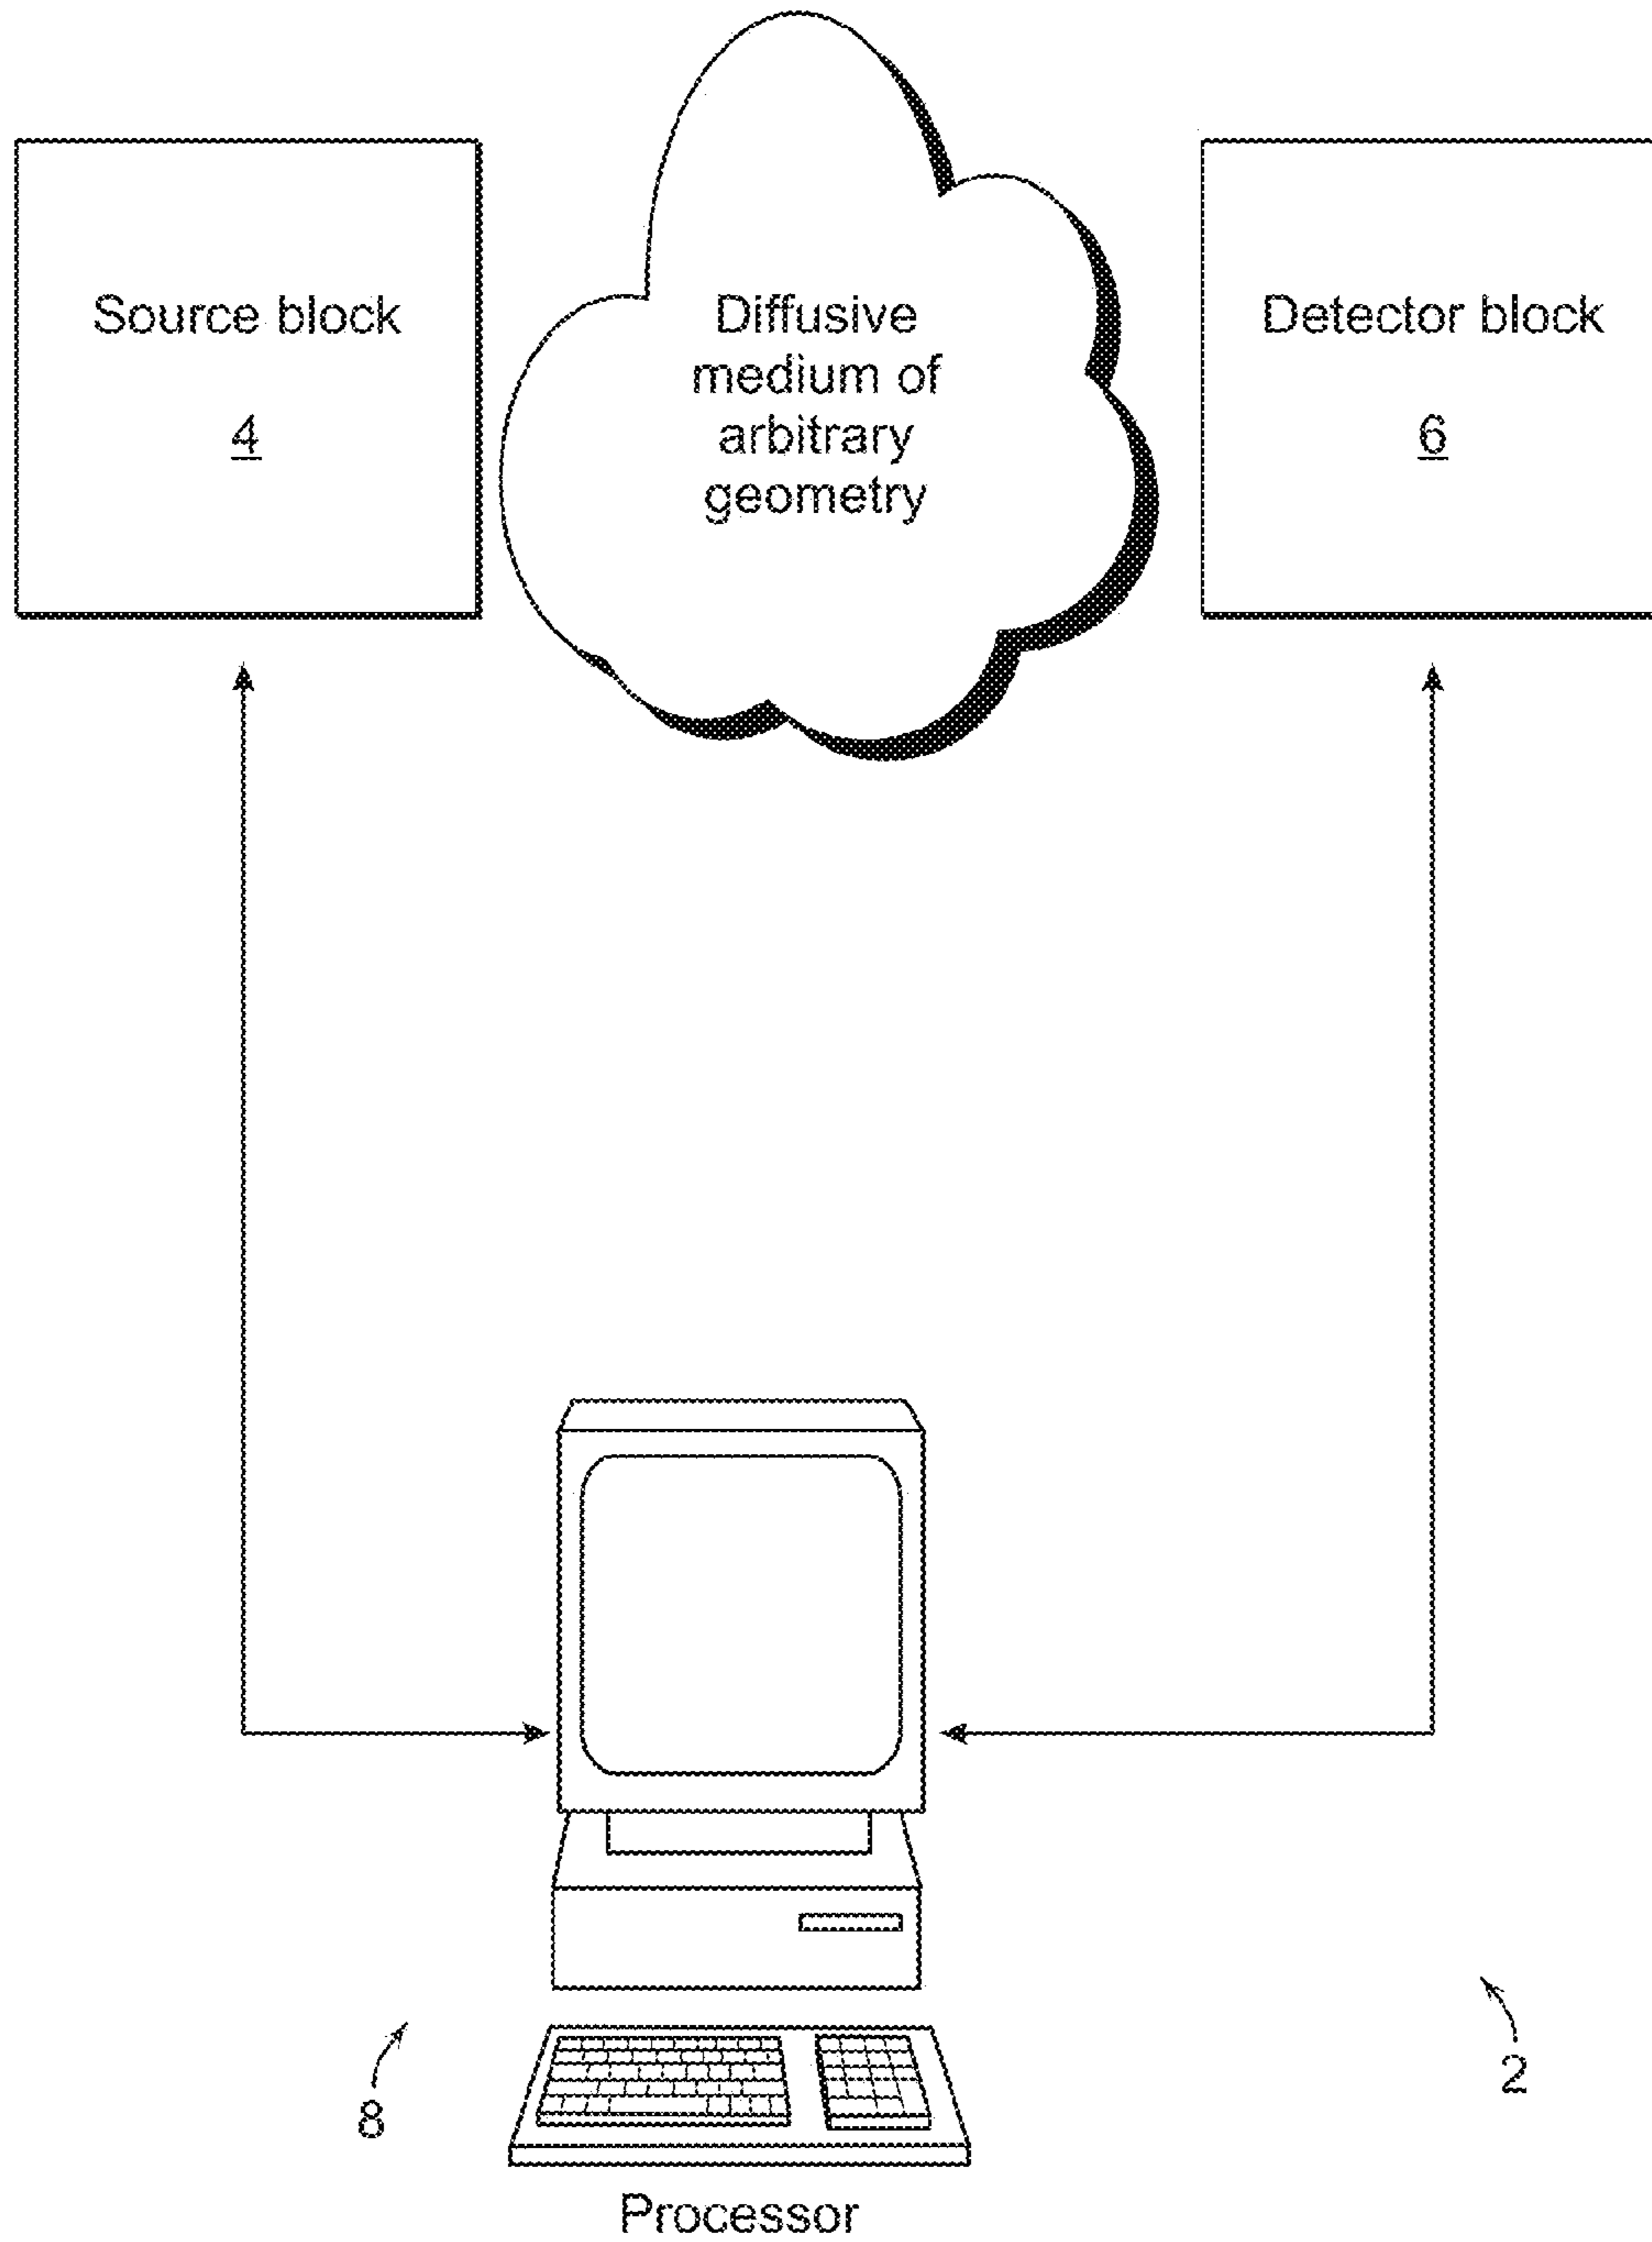 Source block
4
Diffusive
medium of
arbitrary
geometry
Detector block
6
8
2
Processor